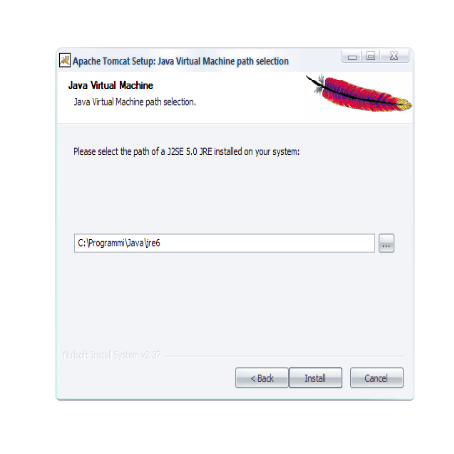 Apache Tomcat Setup: Java Virtual Machine path selection
Java Virtual Machine
Java Virtual Machine path selection.
Please select the path of a J2SE 5.0 JRE installed on your system:
C:\Programmi\Java\jre6
...
Nullsoft Install System v2.37
< Back
Install
Cancel